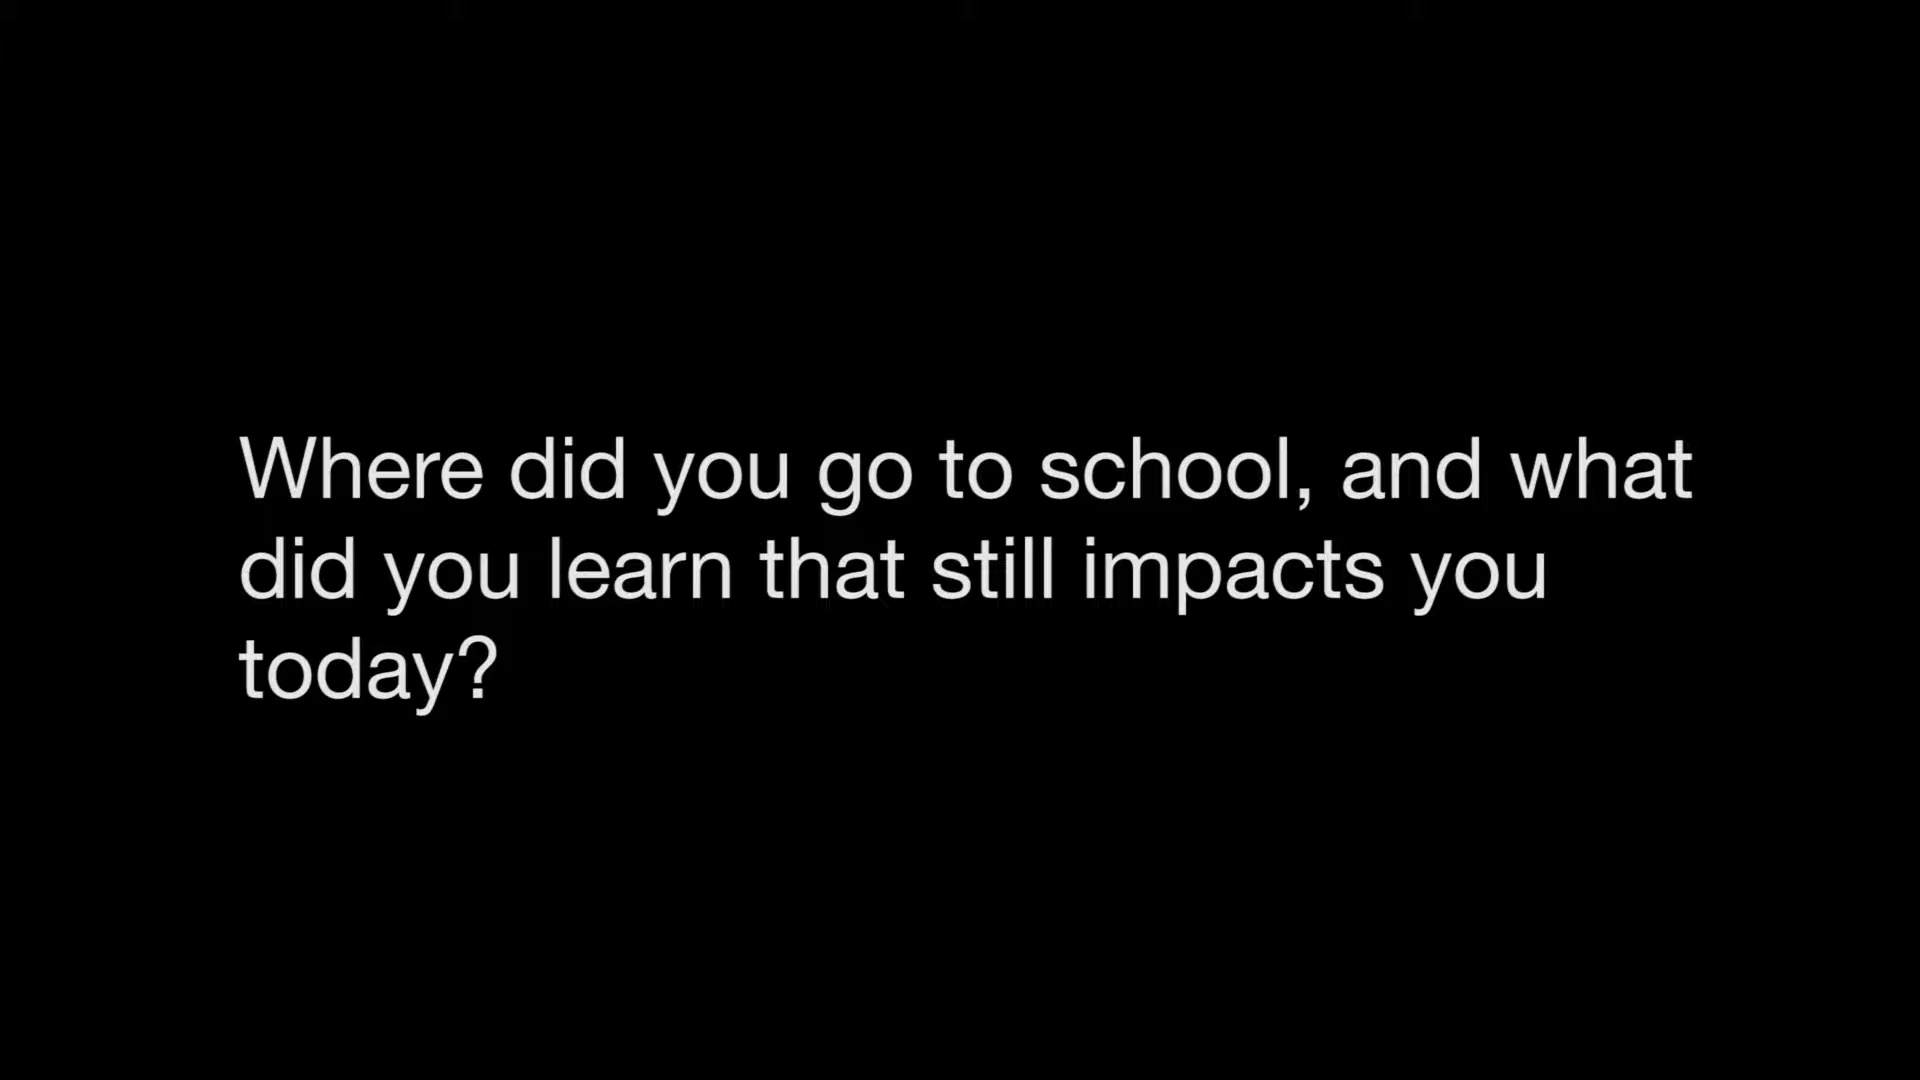 Where did you go to school, and what
did you learn that still impacts you
today?